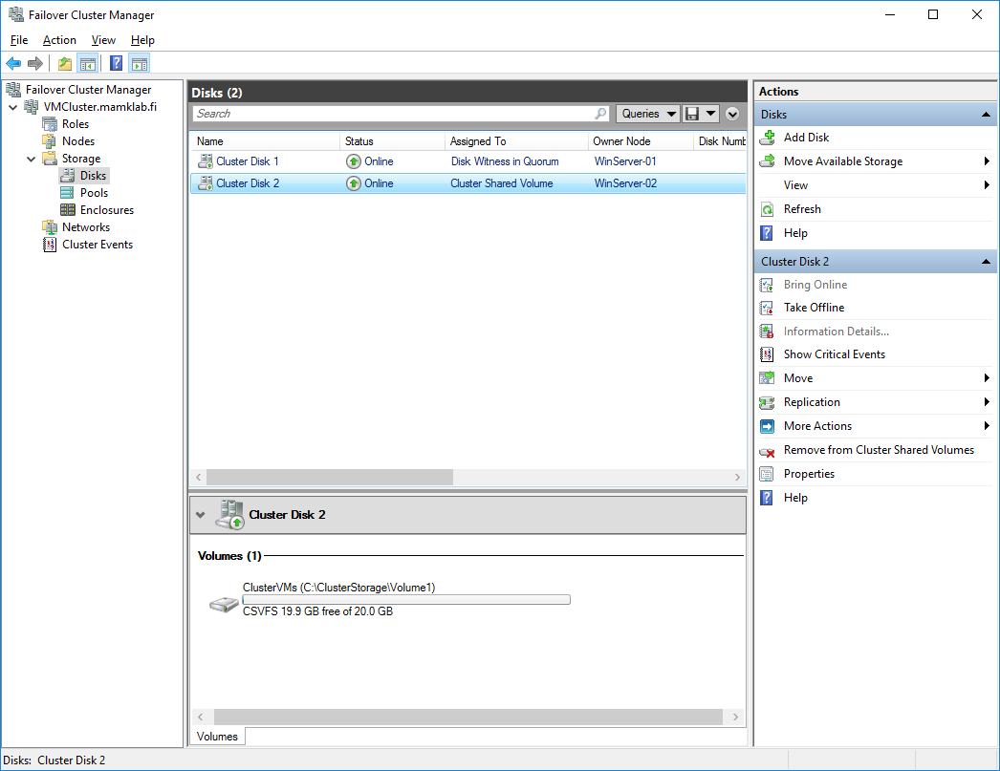 Failover Cluster Manager
File Action View Help
Failover Cluster Manager
VMCluster.mamklab.fi
Roles
Nodes
Storage
Disks
Pools
Enclosures
Networks
Cluster Events
Disks (2)
Search
Queries
Name Status Assigned To Owner Node Disk Numb
Cluster Disk 1 Online Disk Witness in Quorum WinServer-01
Cluster Disk 2 Online Cluster Shared Volume WinServer-02
Cluster Disk 2
Volumes (1)
ClusterVMs (C:\ClusterStorage\Volume1)
CSVFS 19.9 GB free of 20.0 GB
Volumes
Actions
Disks
Add Disk
Move Available Storage
View
Refresh
Help
Cluster Disk 2
Bring Online
Take Offline
Information Details...
Show Critical Events
Move
Replication
More Actions
Remove from Cluster Shared Volumes
Properties
Help
Disks: Cluster Disk 2